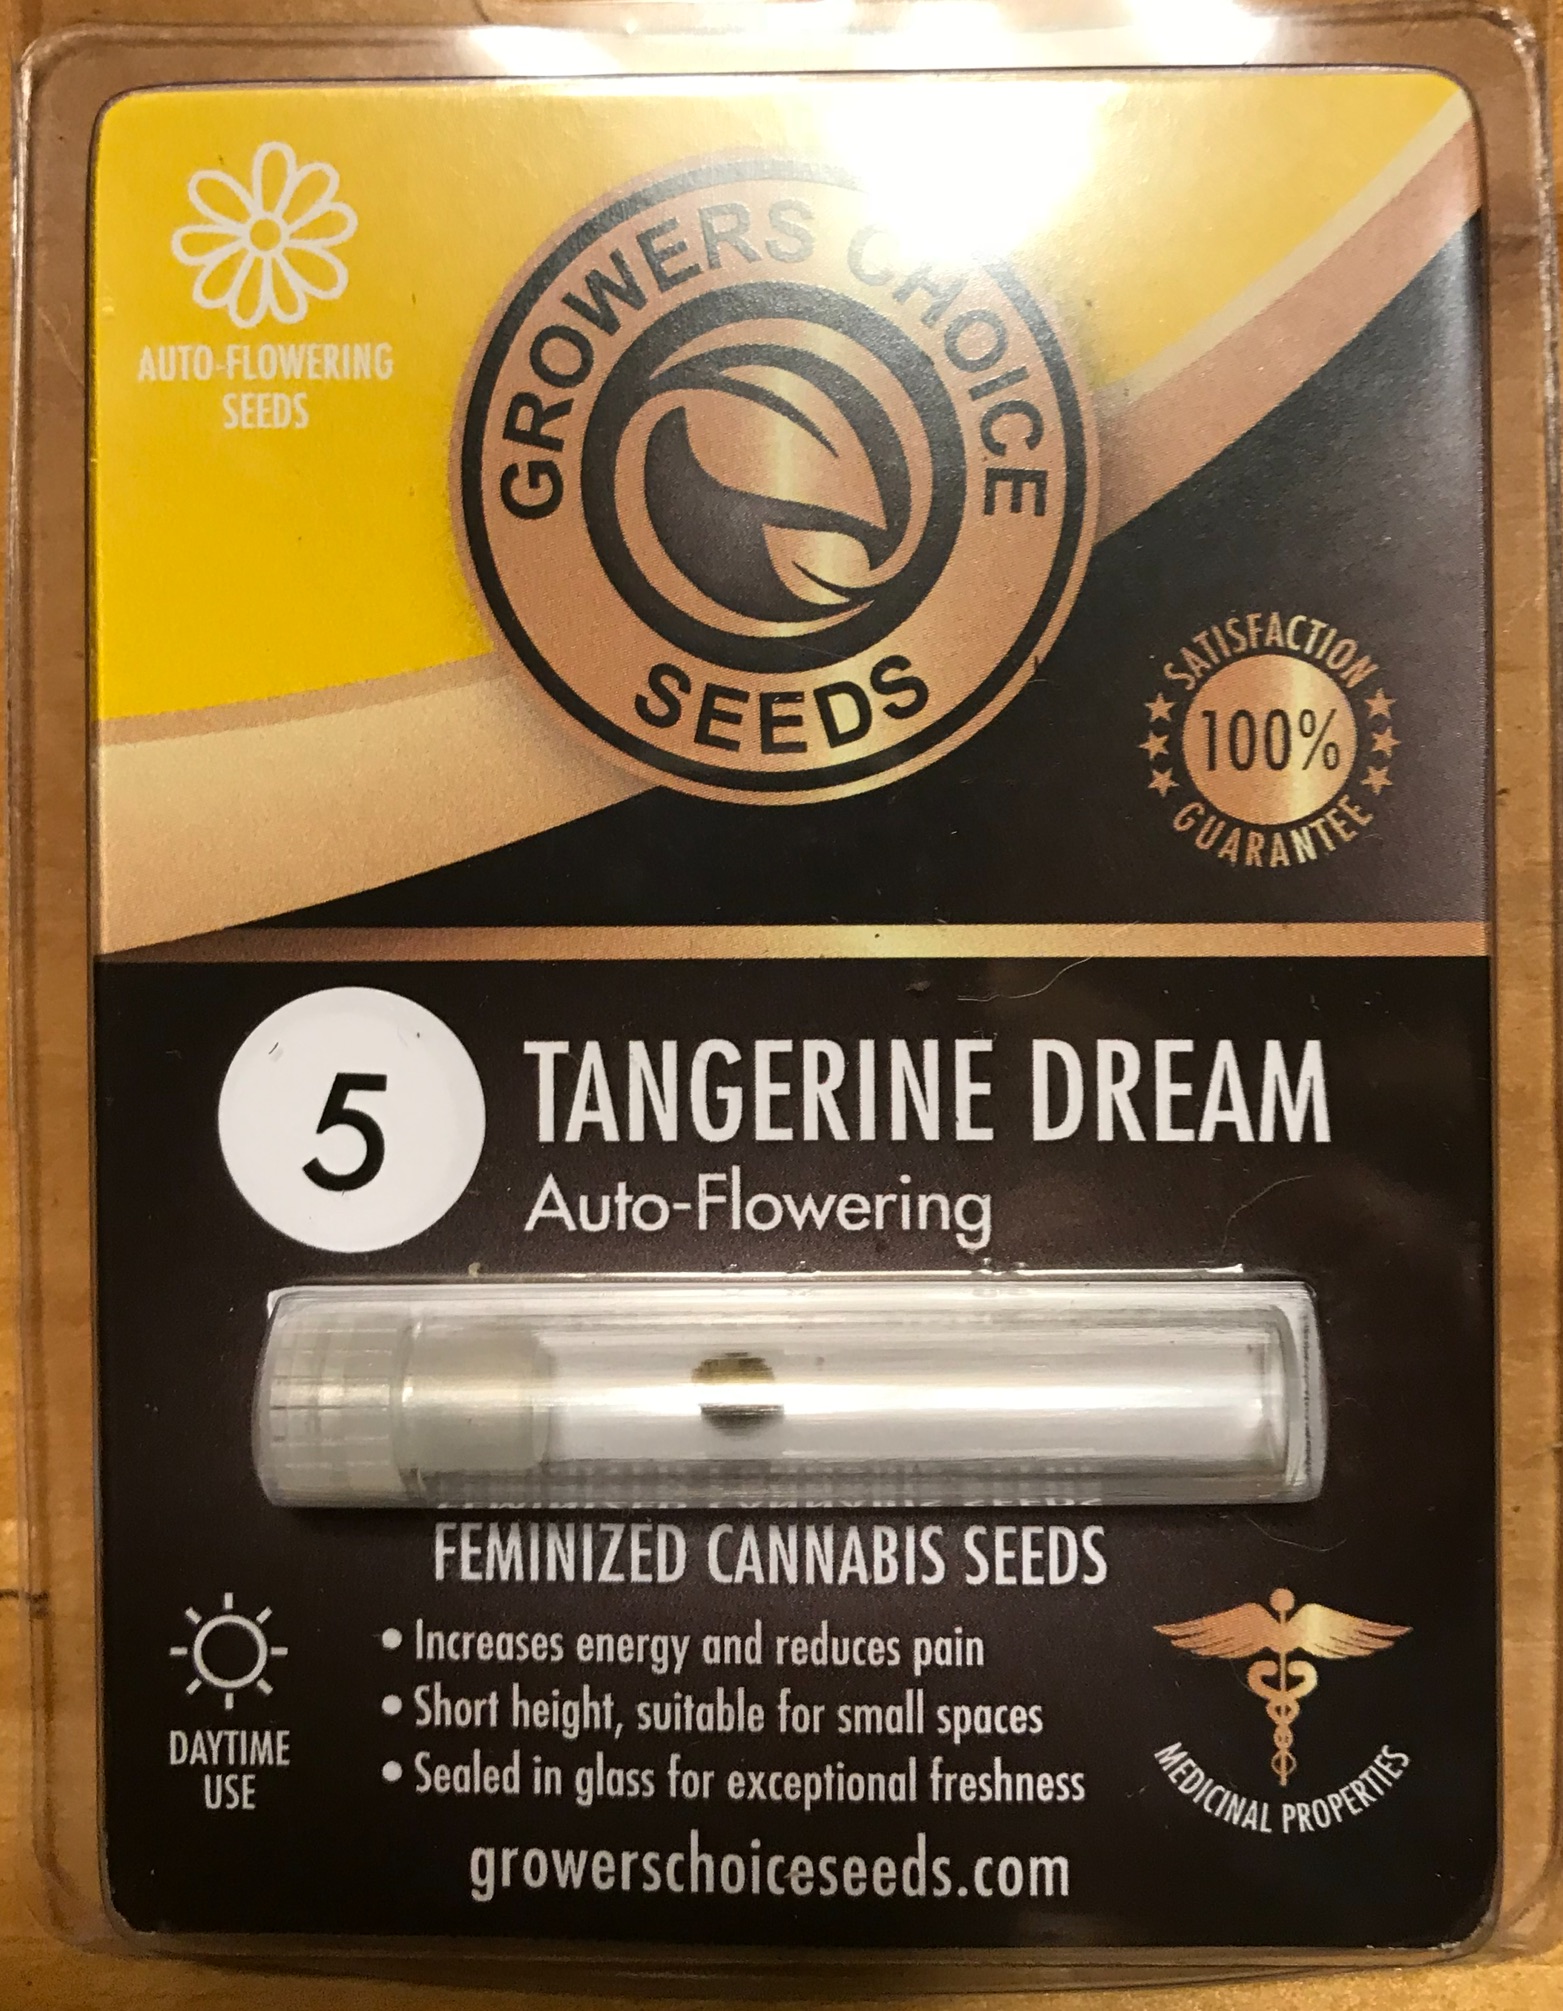 AUTO-FLOWERING
SEEDS
GROWERS CHOICE
SEEDS
SATISFACTION
100%
GUARANTEE
5
TANGERINE DREAM
Auto-Flowering
FEMINIZED CANNABIS SEEDS
• Increases energy and reduces pain
• Short height, suitable for small spaces
• Sealed in glass for exceptional freshness
DAYTIME
USE
MEDICINAL PROPERTIES
growerschoiceseeds.com